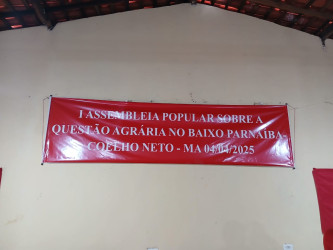 I ASSEMBLEIA POPULAR SOBRE A
QUESTÃO AGRÁRIA NO BAIXO PARNAÍBA-
COELHO NETO - MA 04/04/2025